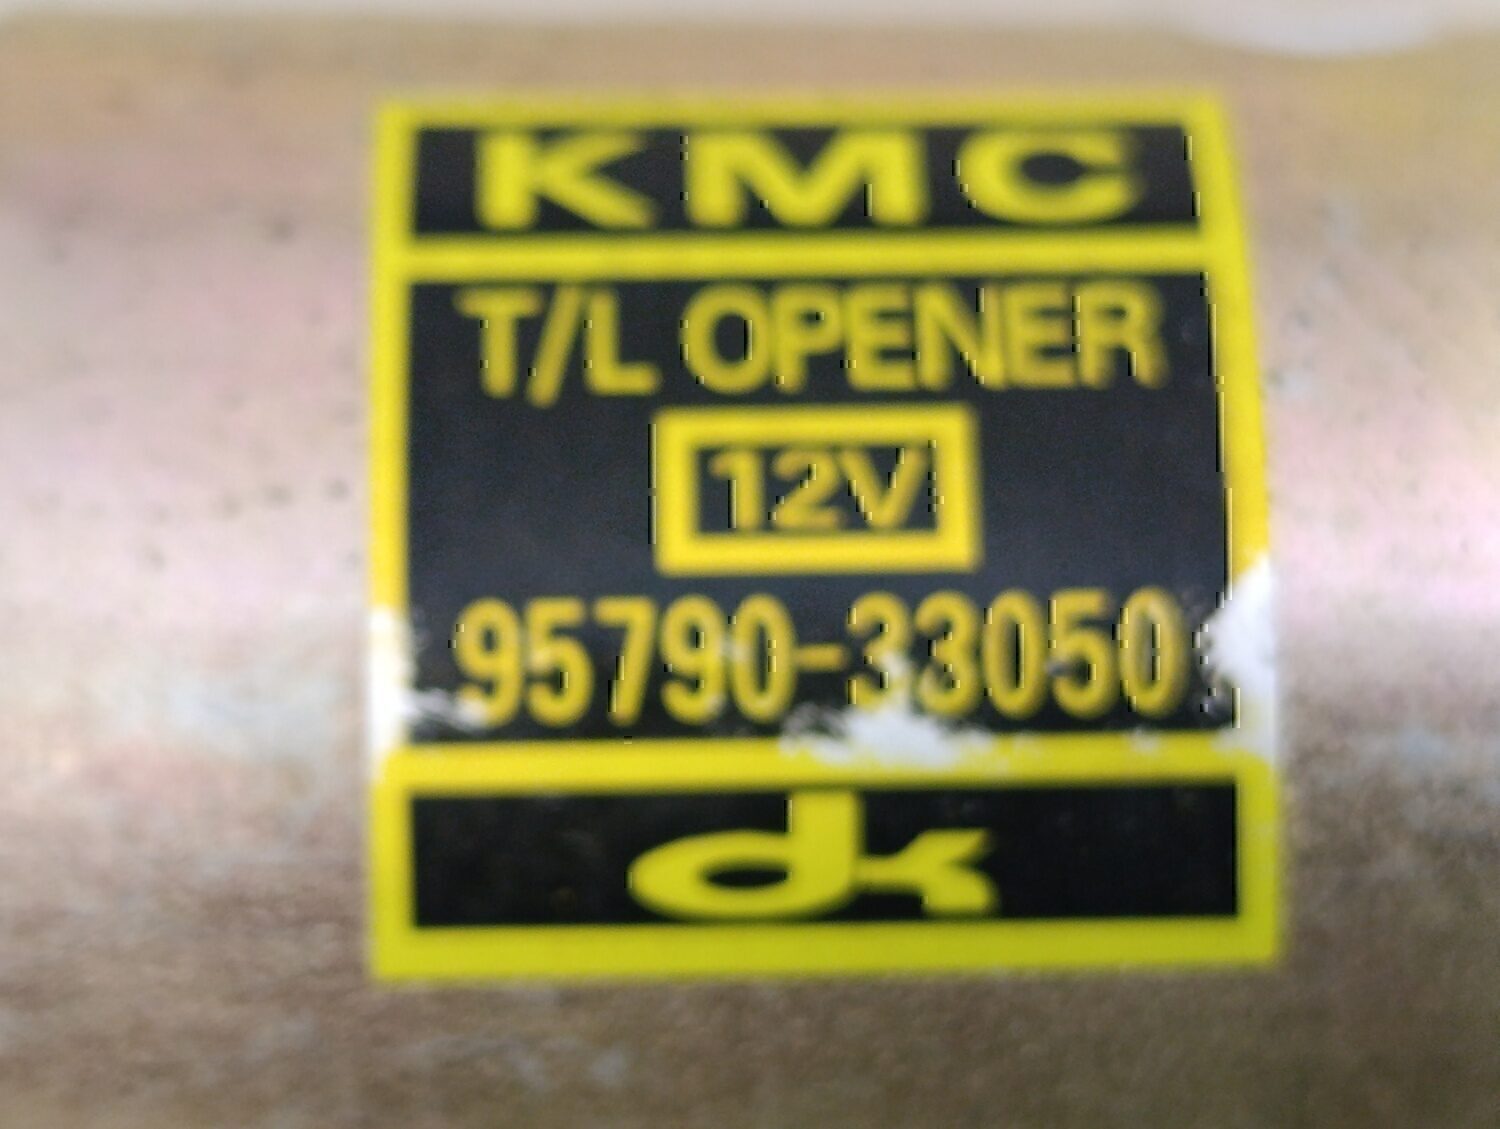 KMC
T/L OPENER
12V
95790-33050
dk